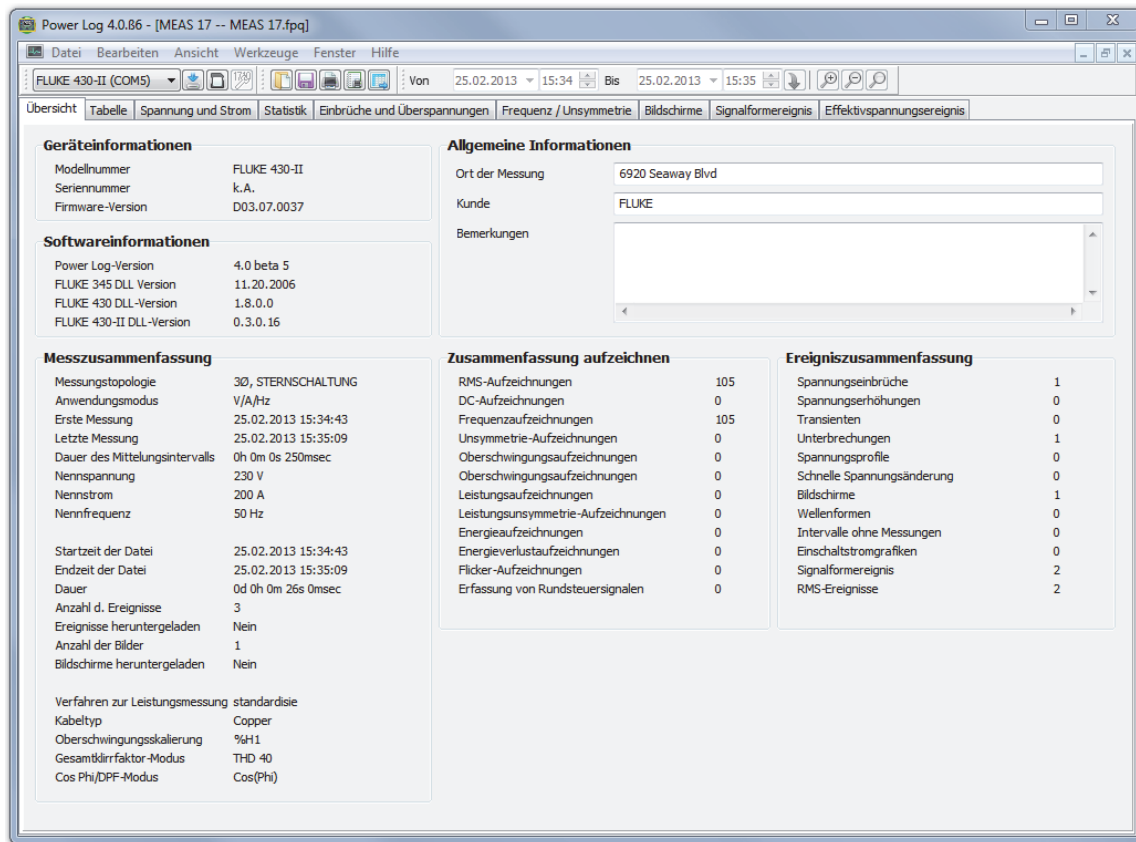 Power Log 4.0.ß6 - [MEAS 17 -- MEAS 17.fpq]
Datei Bearbeiten Ansicht Werkzeuge Fenster Hilfe
FLUKE 430-II (COM5) Von 25.02.2013 15:34 Bis 25.02.2013 15:35
Übersicht Tabelle Spannung und Strom Statistik Einbrüche und Überspannungen Frequenz / Unsymmetrie Bildschirme Signalformereignis Effektivspannungsereignis
Geräteinformationen
Modellnummer FLUKE 430-II
Seriennummer k.A.
Firmware-Version D03.07.0037
Softwareinformationen
Power Log-Version 4.0 beta 5
FLUKE 345 DLL Version 11.20.2006
FLUKE 430 DLL-Version 1.8.0.0
FLUKE 430-II DLL-Version 0.3.0.16
Allgemeine Informationen
Ort der Messung 6920 Seaway Blvd
Kunde FLUKE
Bemerkungen
Messzusammenfassung
Messungstopologie 3Ø, STERNSCHALTUNG
Anwendungsmodus V/A/Hz
Erste Messung 25.02.2013 15:34:43
Letzte Messung 25.02.2013 15:35:09
Dauer des Mittelungsintervalls 0h 0m 0s 250msec
Nennspannung 230 V
Nennstrom 200 A
Nennfrequenz 50 Hz
Startzeit der Datei 25.02.2013 15:34:43
Endzeit der Datei 25.02.2013 15:35:09
Dauer 0d 0h 0m 26s 0msec
Anzahl d. Ereignisse 3
Ereignisse heruntergeladen Nein
Anzahl der Bilder 1
Bildschirme heruntergeladen Nein
Verfahren zur Leistungsmessung standardisie
Kabeltyp Copper
Oberschwingungsskalierung %H1
Gesamtklirrfaktor-Modus THD 40
Cos Phi/DPF-Modus Cos(Phi)
Zusammenfassung aufzeichnen
RMS-Aufzeichnungen 105
DC-Aufzeichnungen 0
Frequenzaufzeichnungen 105
Unsymmetrie-Aufzeichnungen 0
Oberschwingungsaufzeichnungen 0
Oberschwingungsaufzeichnungen 0
Leistungsaufzeichnungen 0
Leistungsunsymmetrie-Aufzeichnungen 0
Energieaufzeichnungen 0
Energieverlustaufzeichnungen 0
Flicker-Aufzeichnungen 0
Erfassung von Rundsteuersignalen 0
Ereigniszusammenfassung
Spannungseinbrüche 1
Spannungserhöhungen 0
Transienten 0
Unterbrechungen 1
Spannungsprofile 0
Schnelle Spannungsänderung 0
Bildschirme 1
Wellenformen 0
Intervalle ohne Messungen 0
Einschaltstromgrafiken 0
Signalformereignis 2
RMS-Ereignisse 2